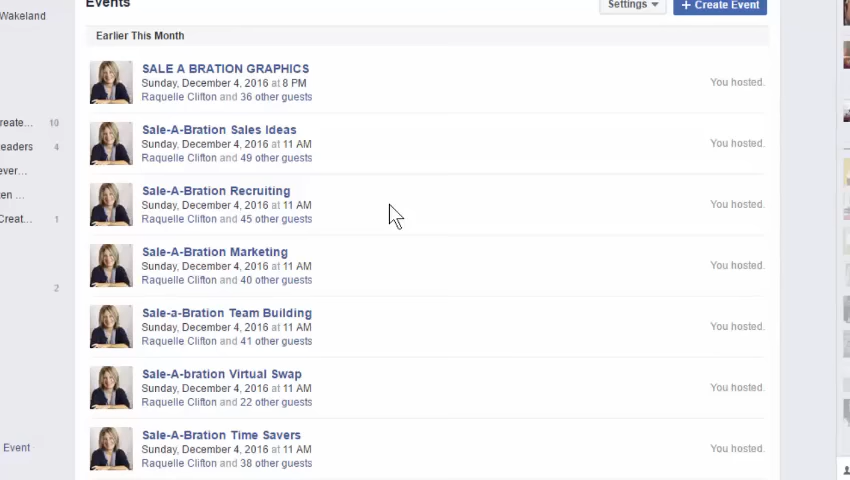 Events
Settings
+ Create Event
Wakeland
Earlier This Month
SALE A BRATION GRAPHICS
Sunday, December 4, 2016 at 8 PM
Raquelle Clifton and 36 other guests
You hosted.
Sale-A-Bration Sales Ideas
Sunday, December 4, 2016 at 11 AM
Raquelle Clifton and 49 other guests
You hosted.
Sale-A-Bration Recruiting
Sunday, December 4, 2016 at 11 AM
Raquelle Clifton and 45 other guests
You hosted.
Sale-A-Bration Marketing
Sunday, December 4, 2016 at 11 AM
Raquelle Clifton and 40 other guests
You hosted.
Sale-a-Bration Team Building
Sunday, December 4, 2016 at 11 AM
Raquelle Clifton and 41 other guests
You hosted.
Sale-A-bration Virtual Swap
Sunday, December 4, 2016 at 11 AM
Raquelle Clifton and 22 other guests
You hosted.
Sale-A-Bration Time Savers
Sunday, December 4, 2016 at 11 AM
Raquelle Clifton and 38 other guests
You hosted.
reate... 10
eaders 4
ever...
ten ...
Creat... 1
2
Event